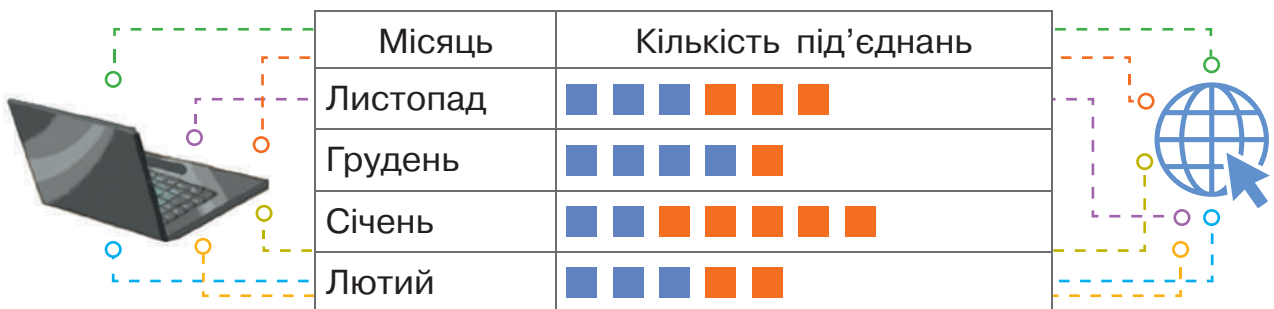 Місяць
Кількість під’єднань
Листопад
Грудень
Січень
Лютий